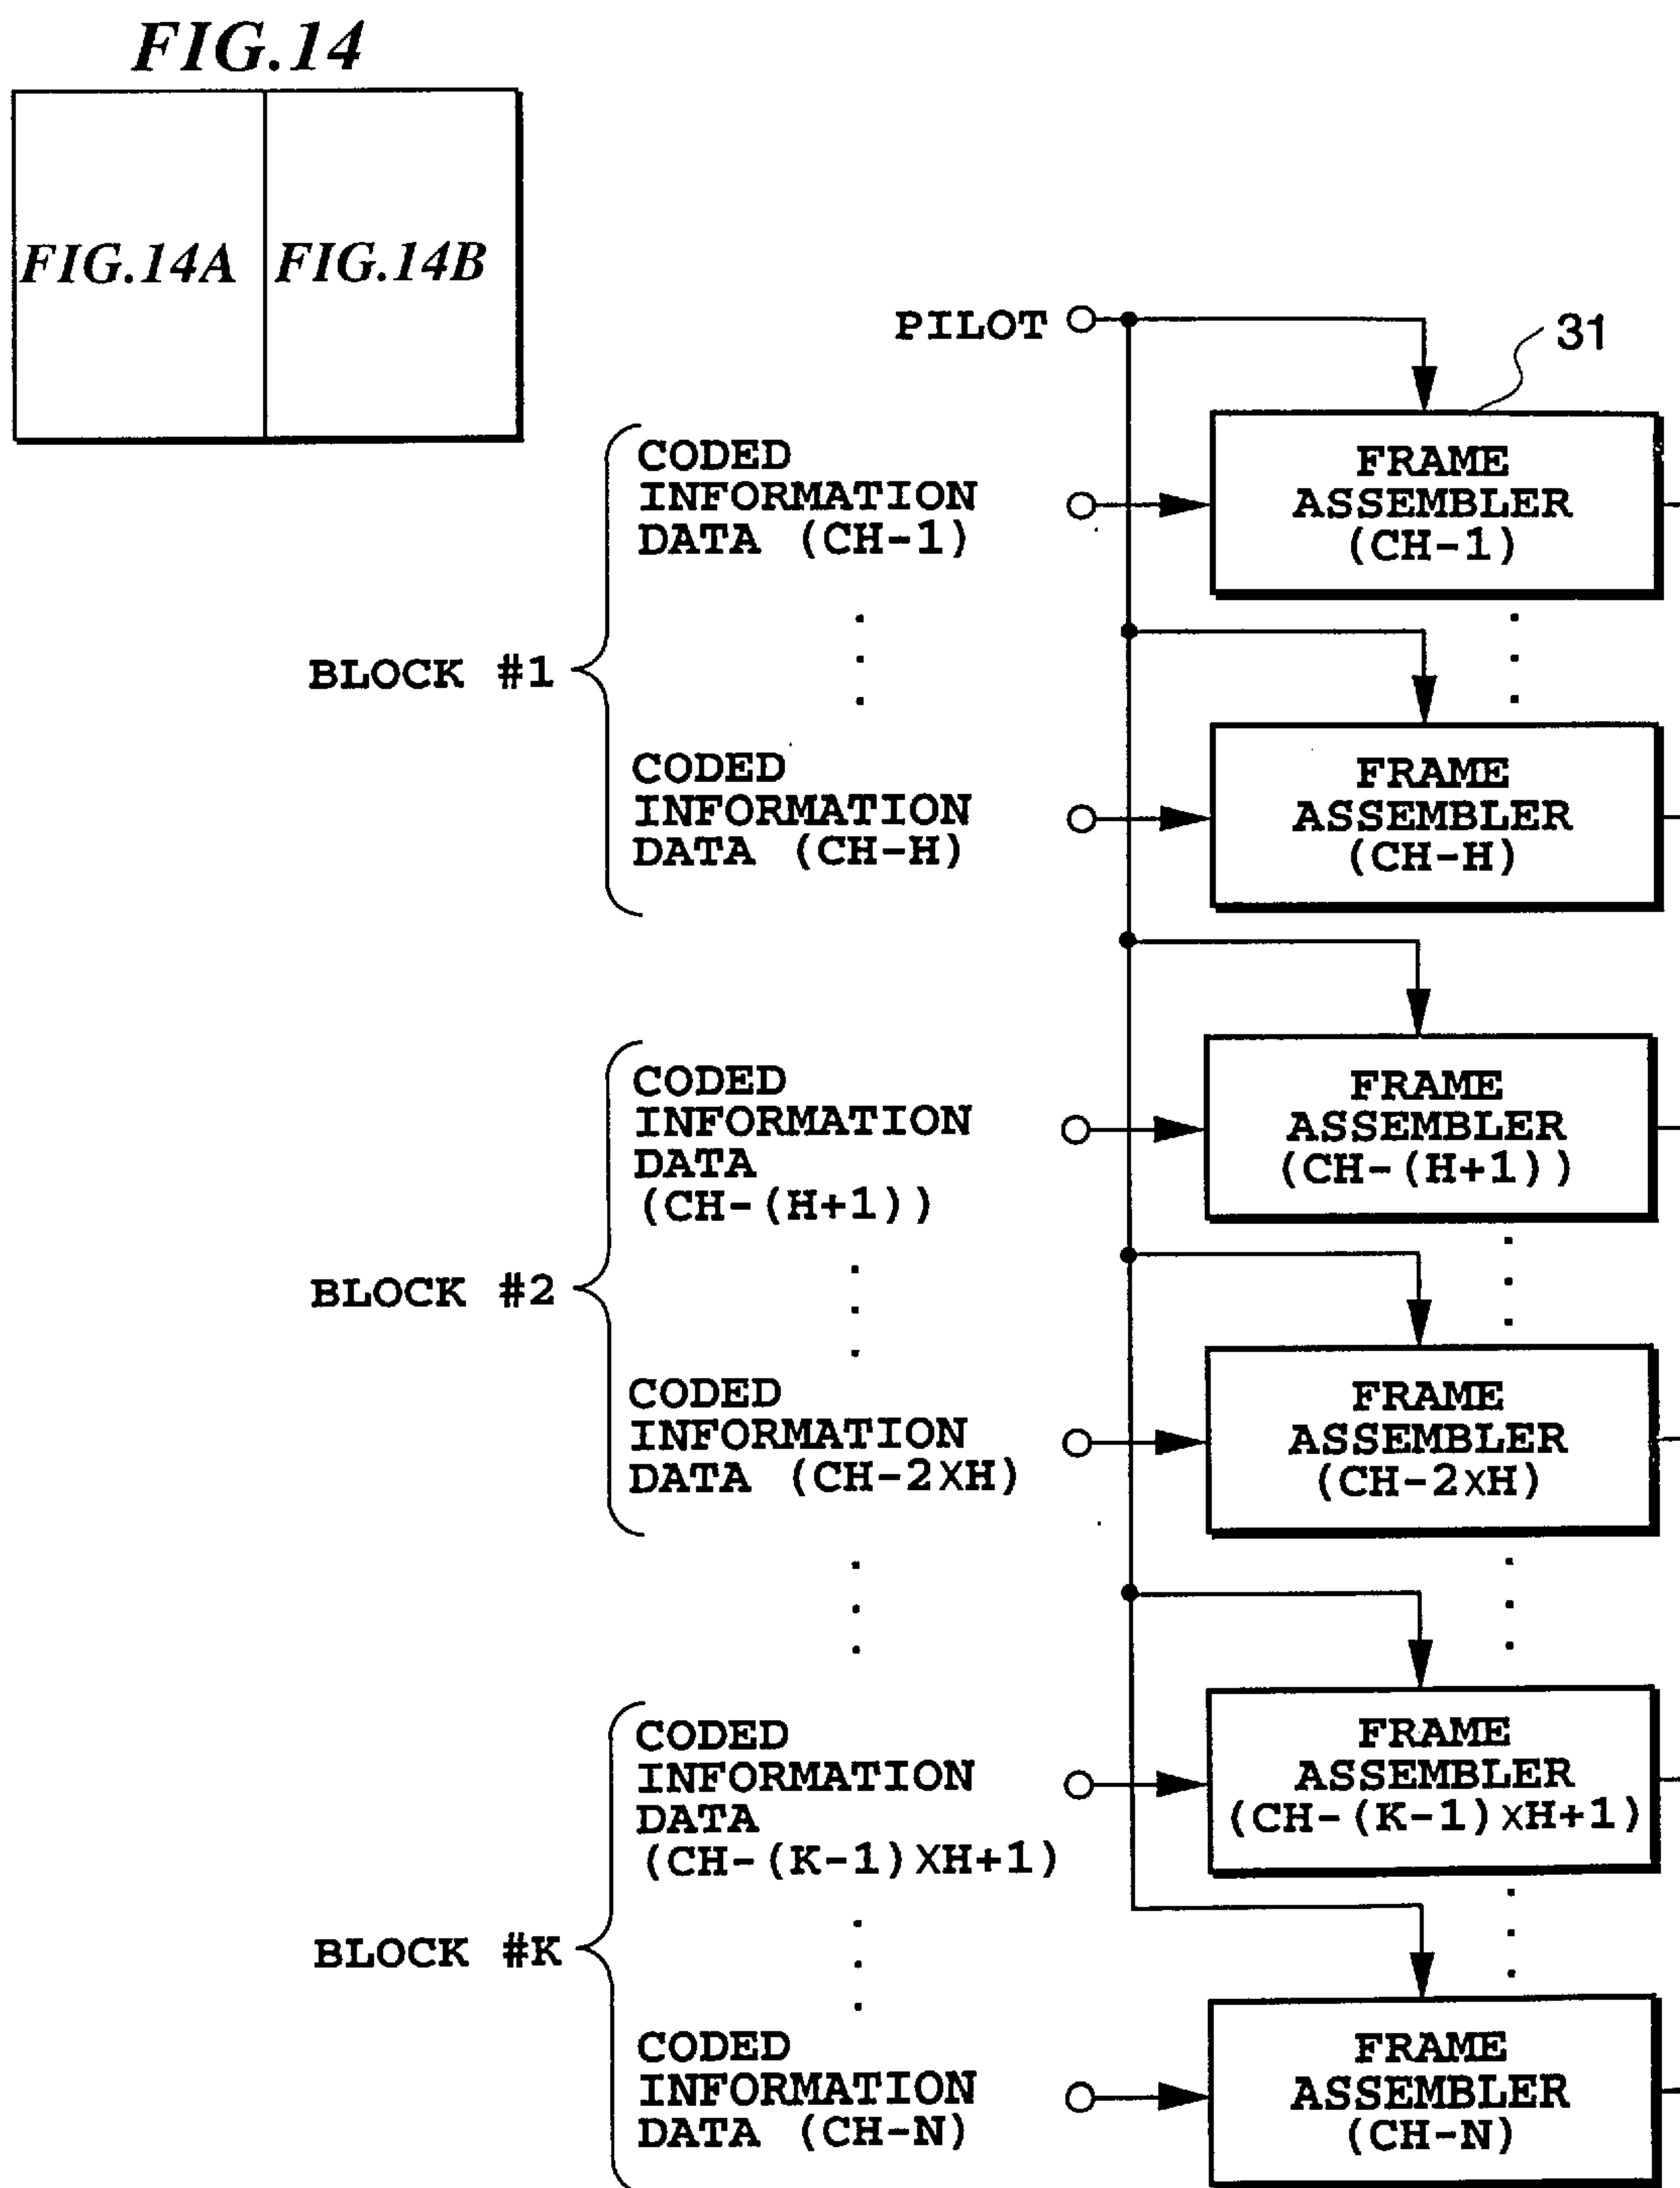 FIG.14
FIG.14A FIG.14B
PILOT
31
CODED
INFORMATION
DATA (CH-1)
FRAME
ASSEMBLER
(CH-1)
BLOCK #1
CODED
INFORMATION
DATA (CH-H)
FRAME
ASSEMBLER
(CH-H)
CODED
INFORMATION
DATA
(CH-(H+1))
FRAME
ASSEMBLER
(CH-(H+1))
BLOCK #2
CODED
INFORMATION
DATA (CH-2XH)
FRAME
ASSEMBLER
(CH-2XH)
CODED
INFORMATION
DATA
(CH-(K-1)XH+1)
FRAME
ASSEMBLER
(CH-(K-1)XH+1)
BLOCK #K
CODED
INFORMATION
DATA (CH-N)
FRAME
ASSEMBLER
(CH-N)